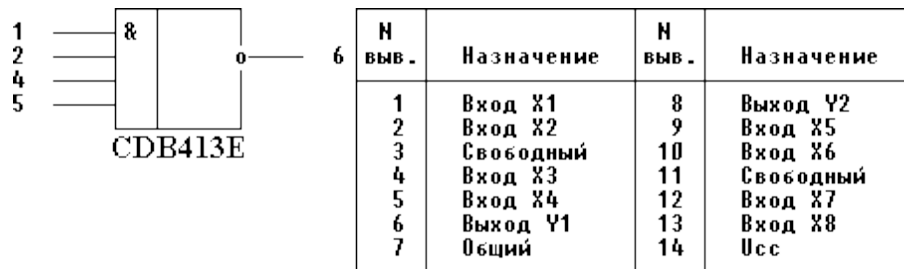 1 &
2 6
4
5
CDB413E
N N
выв. Назначение выв. Назначение
1 Вход X1 8 Выход Y2
2 Вход X2 9 Вход X5
3 Свободный 10 Вход X6
4 Вход X3 11 Свободный
5 Вход X4 12 Вход X7
6 Выход Y1 13 Вход X8
7 Общий 14 Ucc